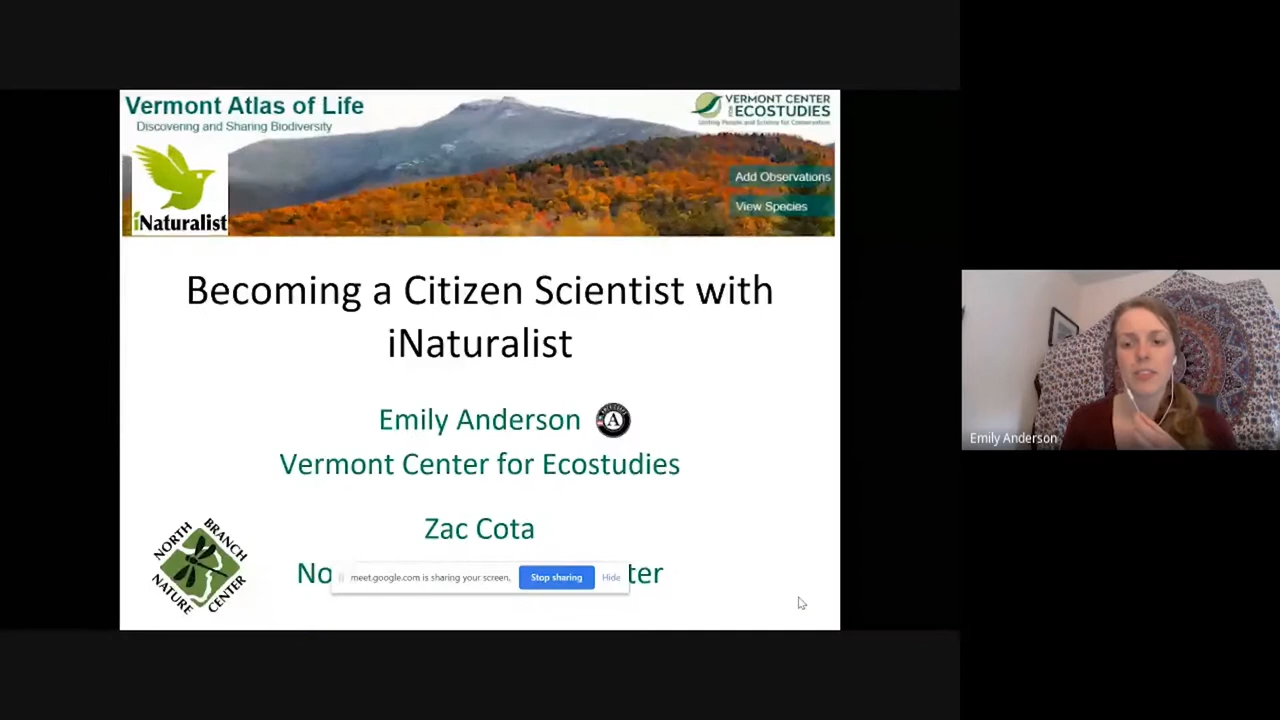 Vermont Atlas of Life
Discovering and Sharing Biodiversity
VERMONT CENTER
FOR ECOSTUDIES
Uniting People and Science for Conservation
iNaturalist
Add Observations
View Species
Becoming a Citizen Scientist with
iNaturalist
Emily Anderson A
Vermont Center for Ecostudies
Zac Cota
No ter
meet.google.com is sharing your screen. Stop sharing Hide
NORTH BRANCH
NATURE CENTER
Emily Anderson